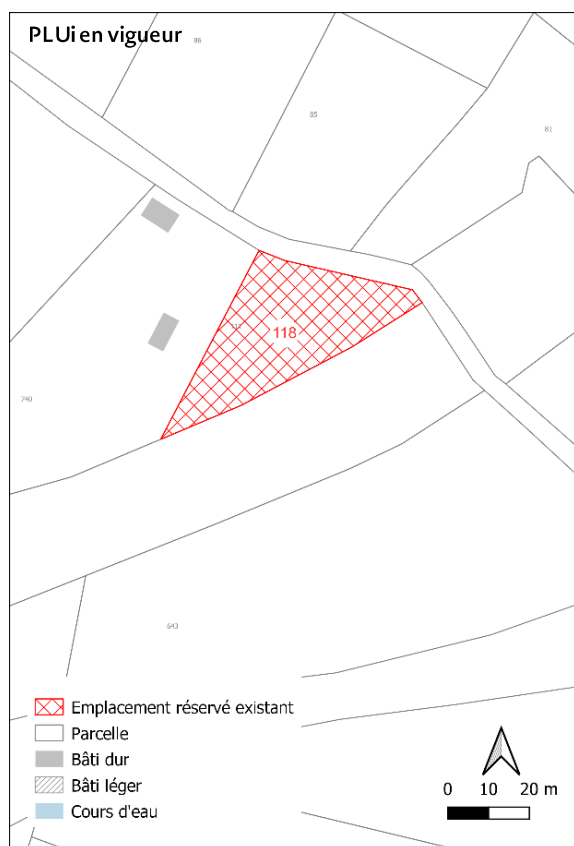 PLUi en vigueur
86
85
81
118
740
643
Emplacement réservé existant
Parcelle
Bâti dur
Bâti léger
Cours d'eau
0 10 20 m